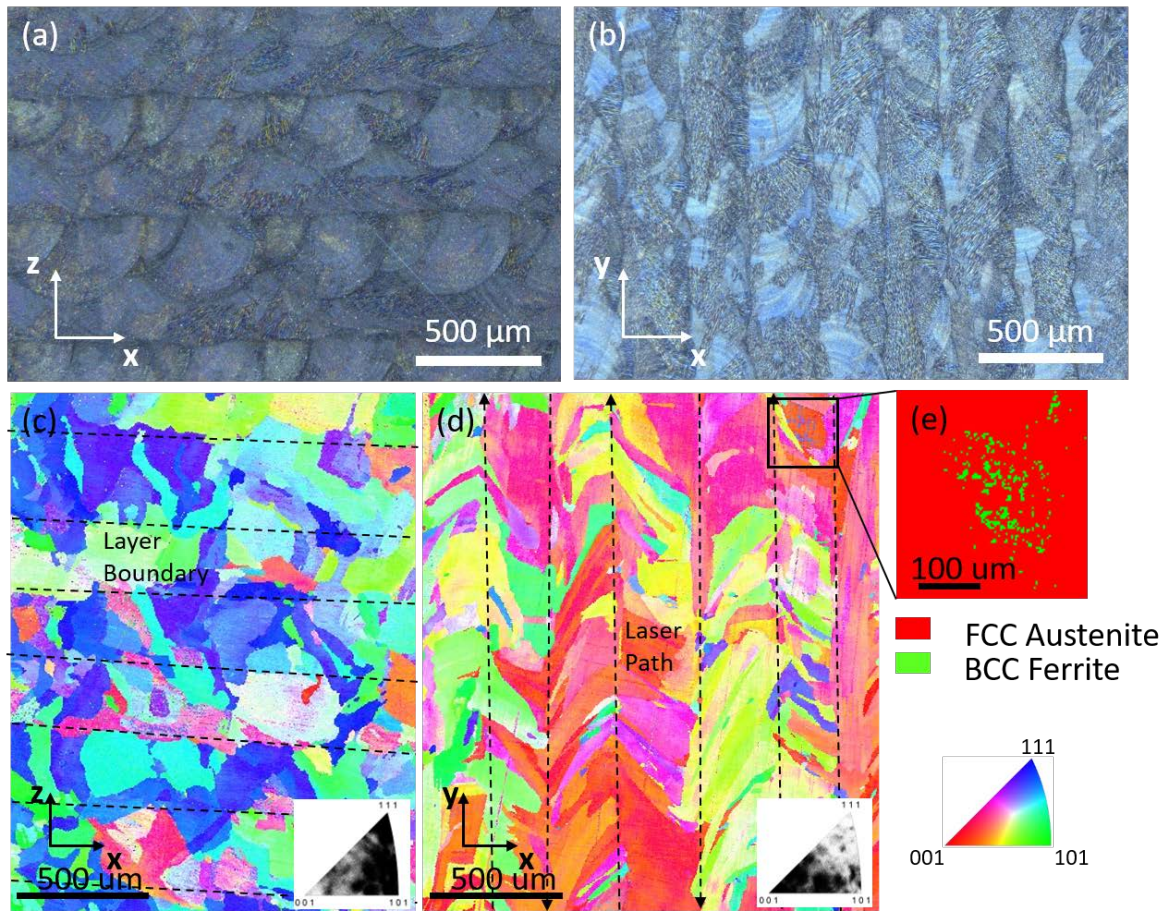 (a)
z
x
500 µm
(b)
y
x
500 µm
(c)
Layer
Boundary
z
x
500 um
111
001
101
(d)
Laser
Path
y
x
500 um
111
001
101
(e)
100 um
FCC Austenite
BCC Ferrite
111
001
101